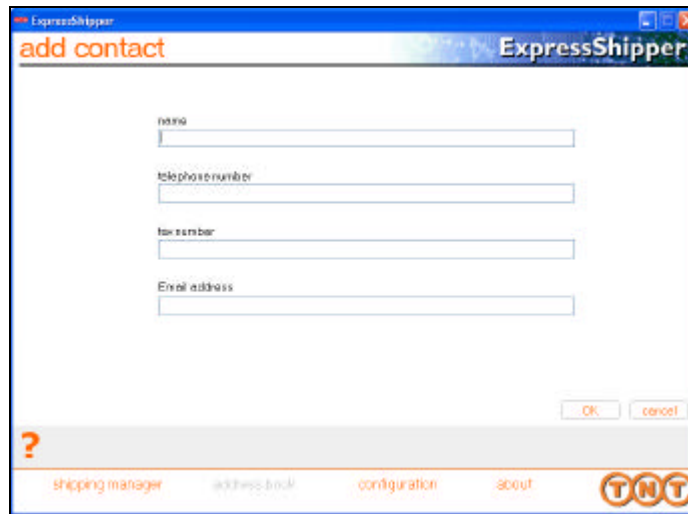 ExpressShipper
add contact
ExpressShipper
name
telephone number
fax number
Email address
OK cancel
?
shipping manager address book configuration about TNT